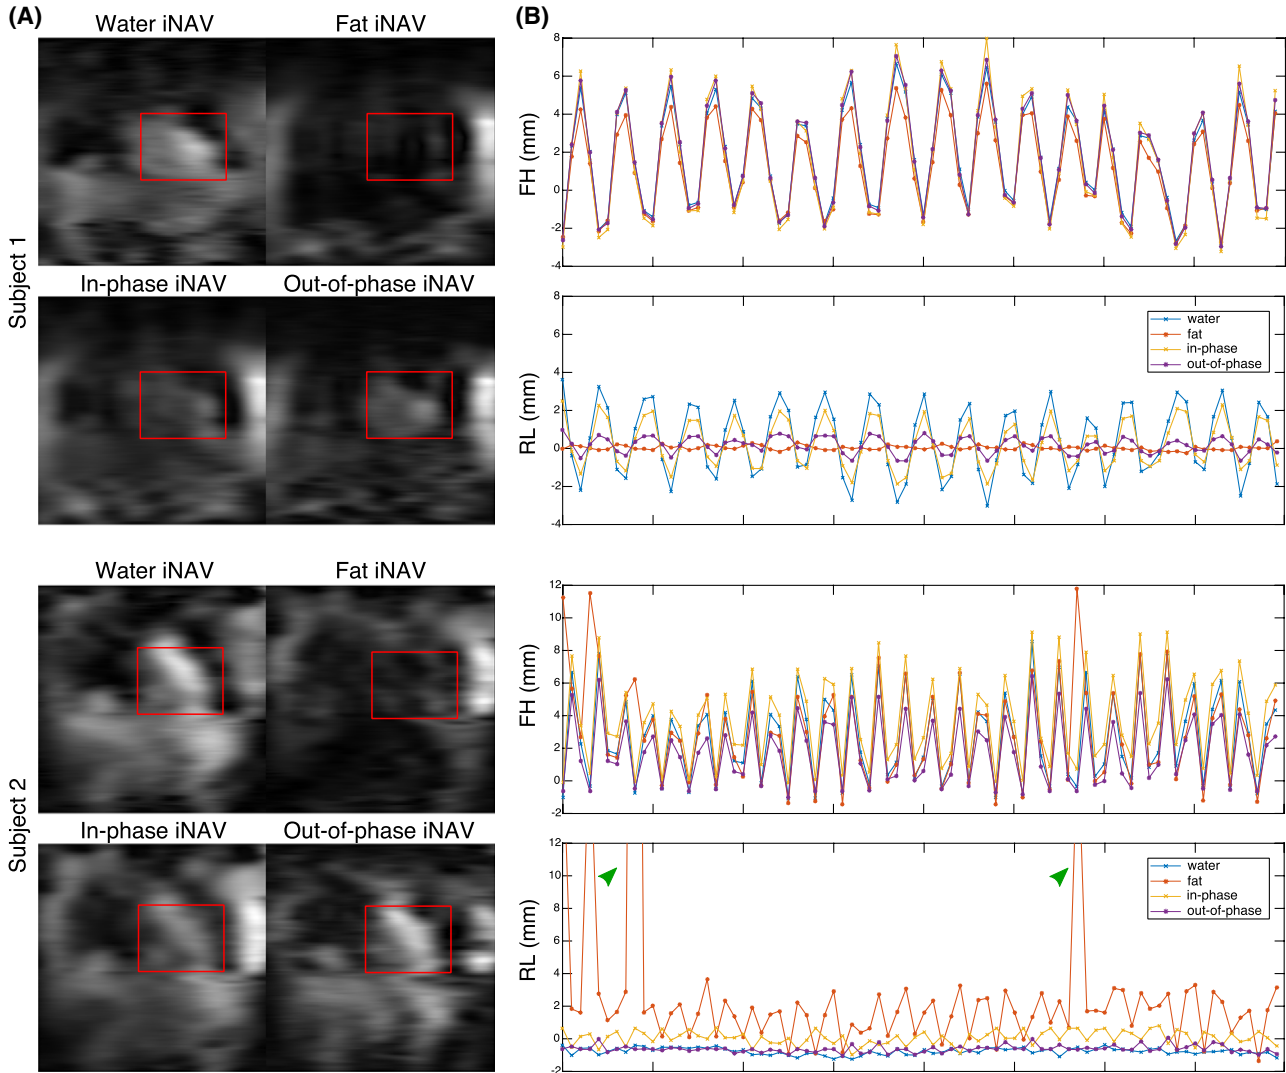 (A)
Water iNAV Fat iNAV
In-phase iNAV Out-of-phase iNAV
Subject 1
Water iNAV Fat iNAV
In-phase iNAV Out-of-phase iNAV
Subject 2
(B)
8
6
4
2
0
-2
-4
FH (mm)
8
6
4
2
0
-2
-4
RL (mm)
water
fat
in-phase
out-of-phase
12
10
8
6
4
2
0
-2
FH (mm)
12
10
8
6
4
2
0
-2
RL (mm)
water
fat
in-phase
out-of-phase